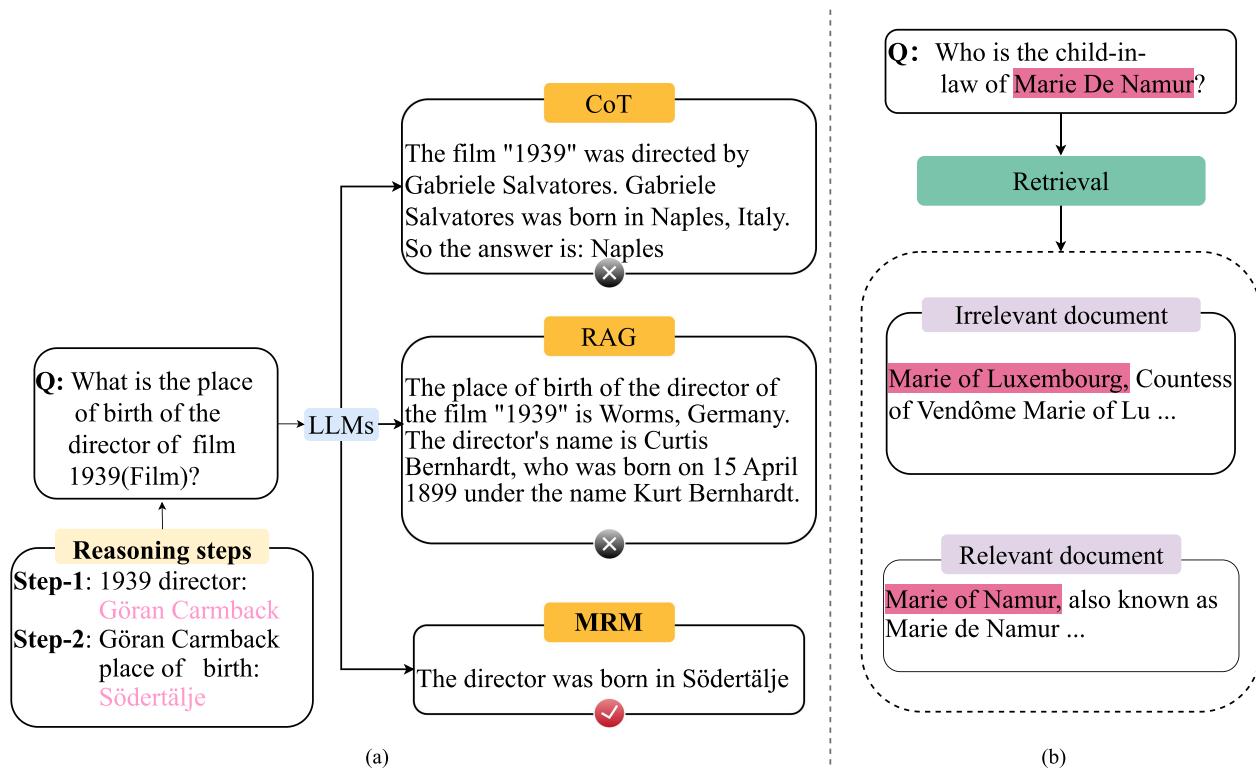 Q: What is the place
of birth of the
director of film
1939(Film)?
Reasoning steps
Step-1: 1939 director:
Göran Carmback
Step-2: Göran Carmback
place of birth:
Södertälje
LLMs
CoT
The film "1939" was directed by
Gabriele Salvatores. Gabriele
Salvatores was born in Naples, Italy.
So the answer is: Naples
RAG
The place of birth of the director of
the film "1939" is Worms, Germany.
The director's name is Curtis
Bernhardt, who was born on 15 April
1899 under the name Kurt Bernhardt.
MRM
The director was born in Södertälje
(a)
Q: Who is the child-in-
law of Marie De Namur?
Retrieval
Irrelevant document
Marie of Luxembourg, Countess
of Vendôme Marie of Lu ...
Relevant document
Marie of Namur, also known as
Marie de Namur ...
(b)